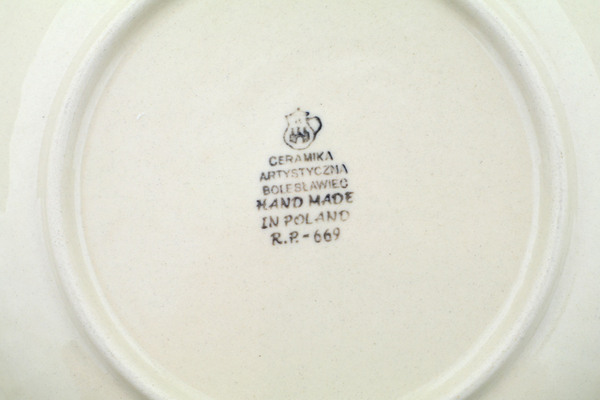 CERAMIKA
ARTYSTYCZNA
BOLESŁAWIEC
HAND MADE
IN POLAND
R.P.-669